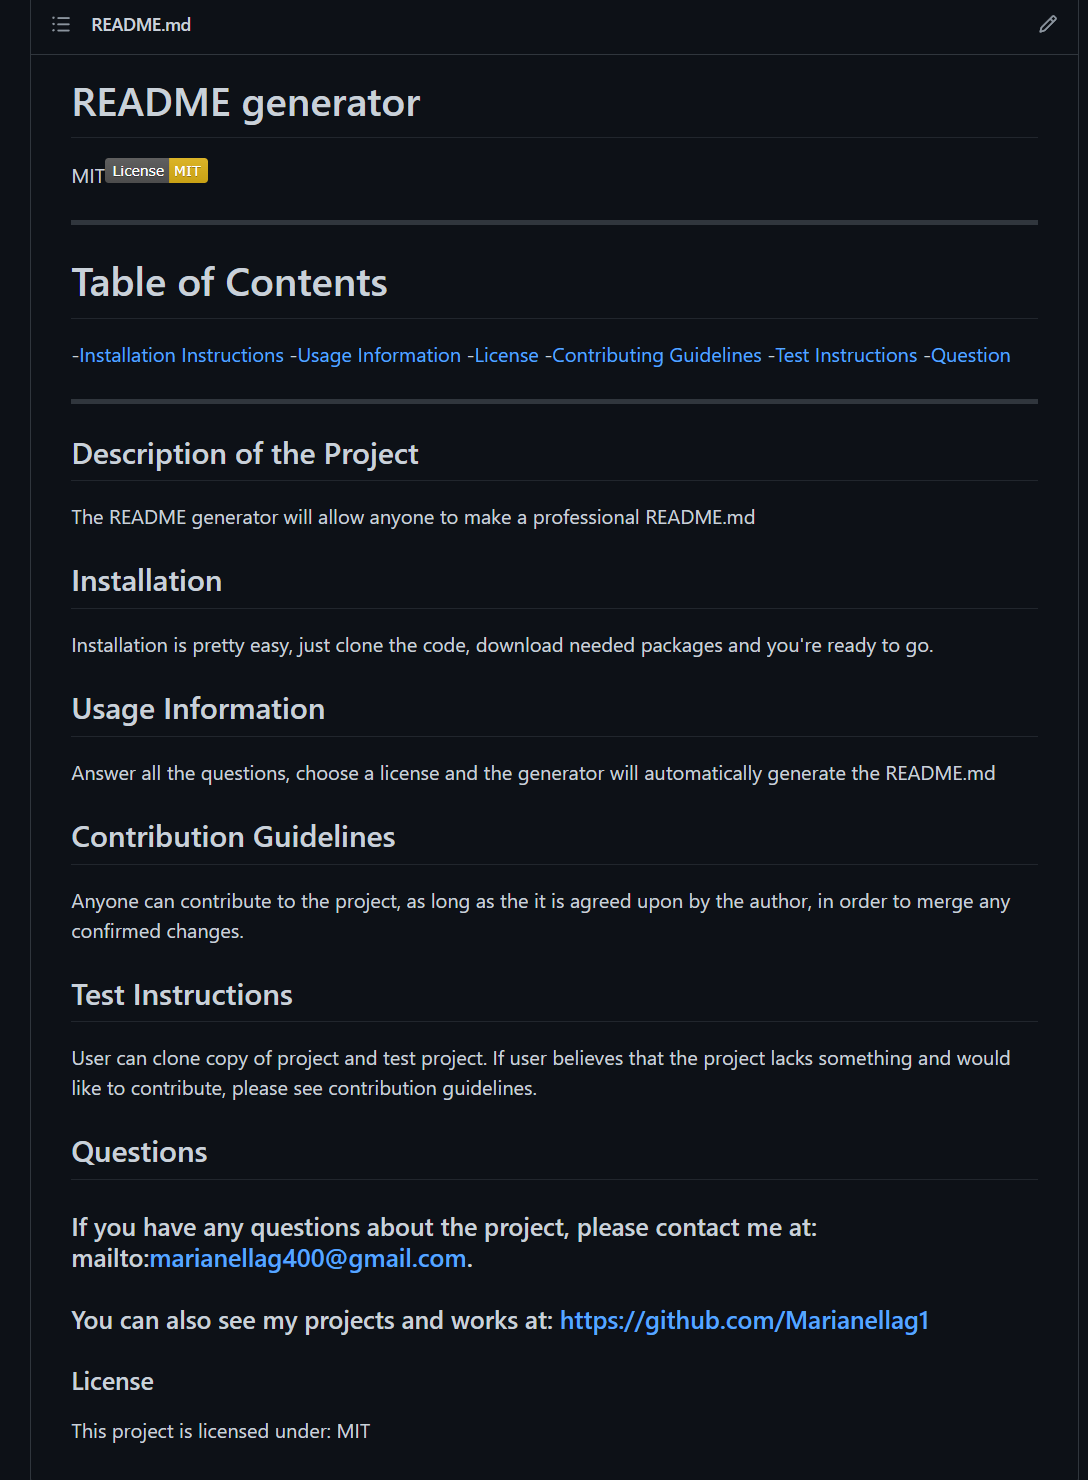 README.md
README generator
MIT License MIT
Table of Contents
-Installation Instructions -Usage Information -License -Contributing Guidelines -Test Instructions -Question
Description of the Project
The README generator will allow anyone to make a professional README.md
Installation
Installation is pretty easy, just clone the code, download needed packages and you're ready to go.
Usage Information
Answer all the questions, choose a license and the generator will automatically generate the README.md
Contribution Guidelines
Anyone can contribute to the project, as long as the it is agreed upon by the author, in order to merge any
confirmed changes.
Test Instructions
User can clone copy of project and test project. If user believes that the project lacks something and would
like to contribute, please see contribution guidelines.
Questions
If you have any questions about the project, please contact me at:
mailto:marianellag400@gmail.com.
You can also see my projects and works at: https://github.com/Marianellag1
License
This project is licensed under: MIT